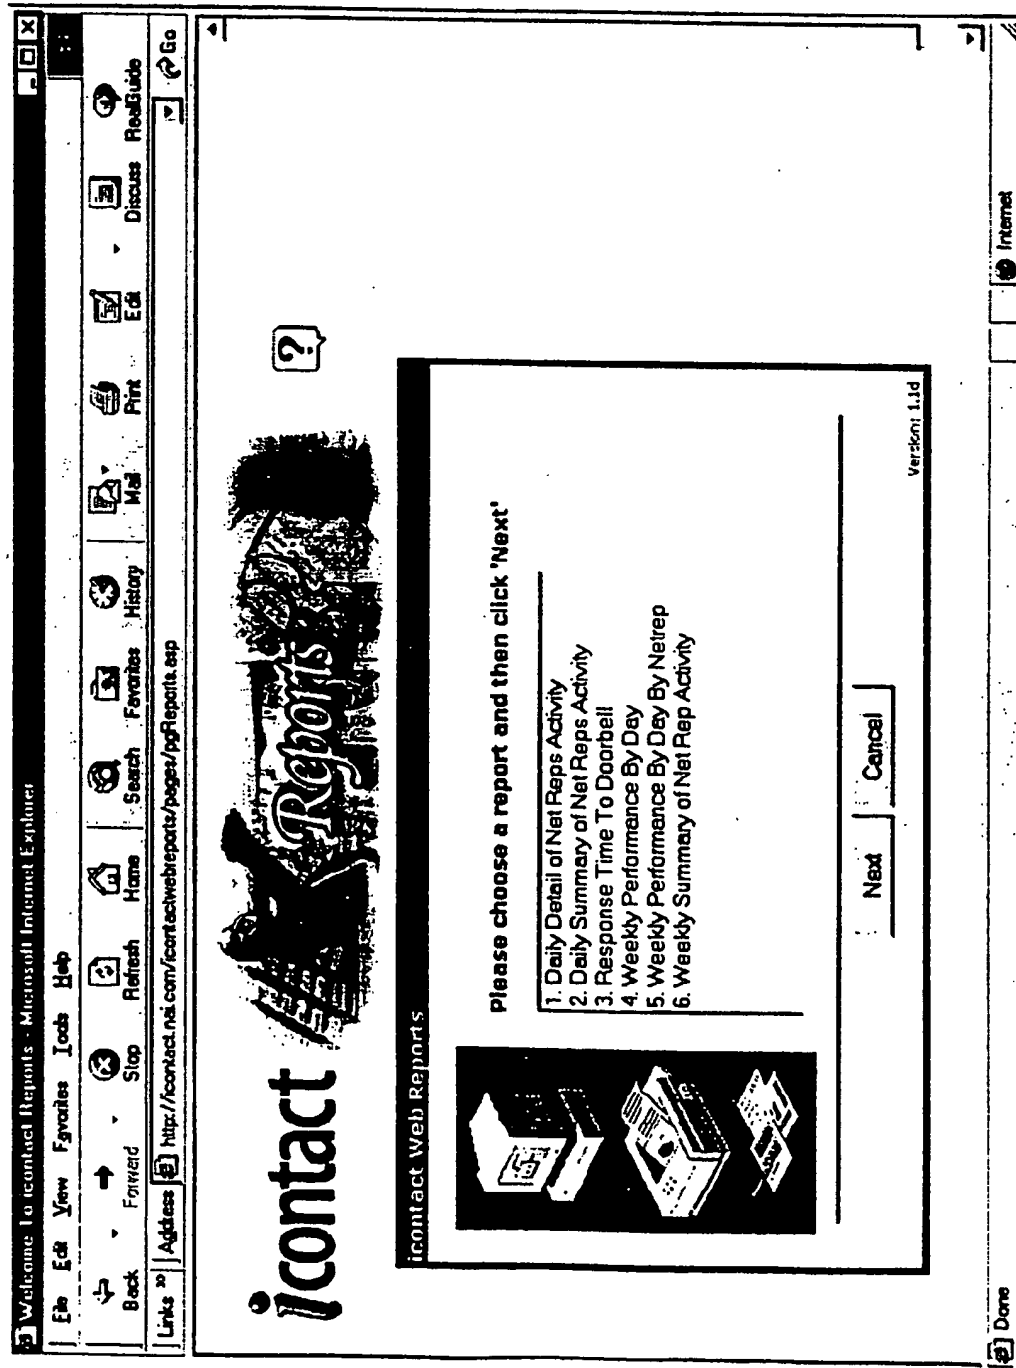 Welcome To icontact Reports - Microsoft Internet Explorer
File Edit View Favorites Tools Help
Back Forward Stop Refresh Home Search Favorites History Mail Print Edit Discuss RealGuide
Links » Address http://icontact.nai.com/icontactwebreports/pages/pgReports.asp Go
icontact Reports ?
icontact Web Reports
Please choose a report and then click 'Next'
1. Daily Detail of Net Reps Activity
2. Daily Summary of Net Reps Activity
3. Response Time To Doorbell
4. Weekly Performance By Day
5. Weekly Performance By Day By Netrep
6. Weekly Summary of Net Rep Activity
Next Cancel
Version: 1.1d
Done Internet